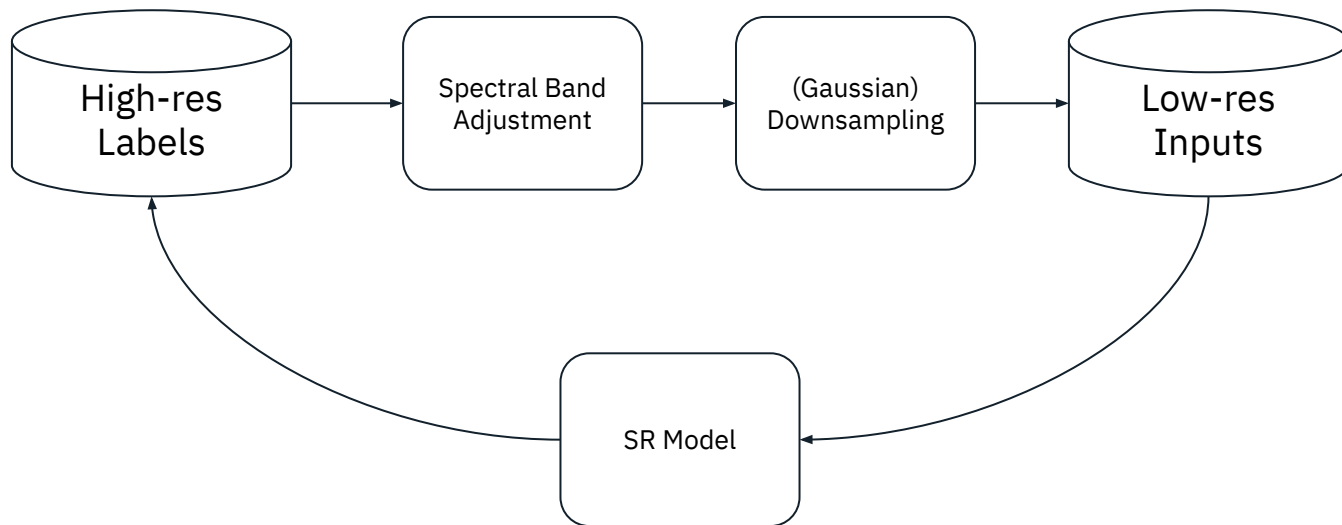 High-res
Labels
Spectral Band
Adjustment
(Gaussian)
Downsampling
Low-res
Inputs
SR Model